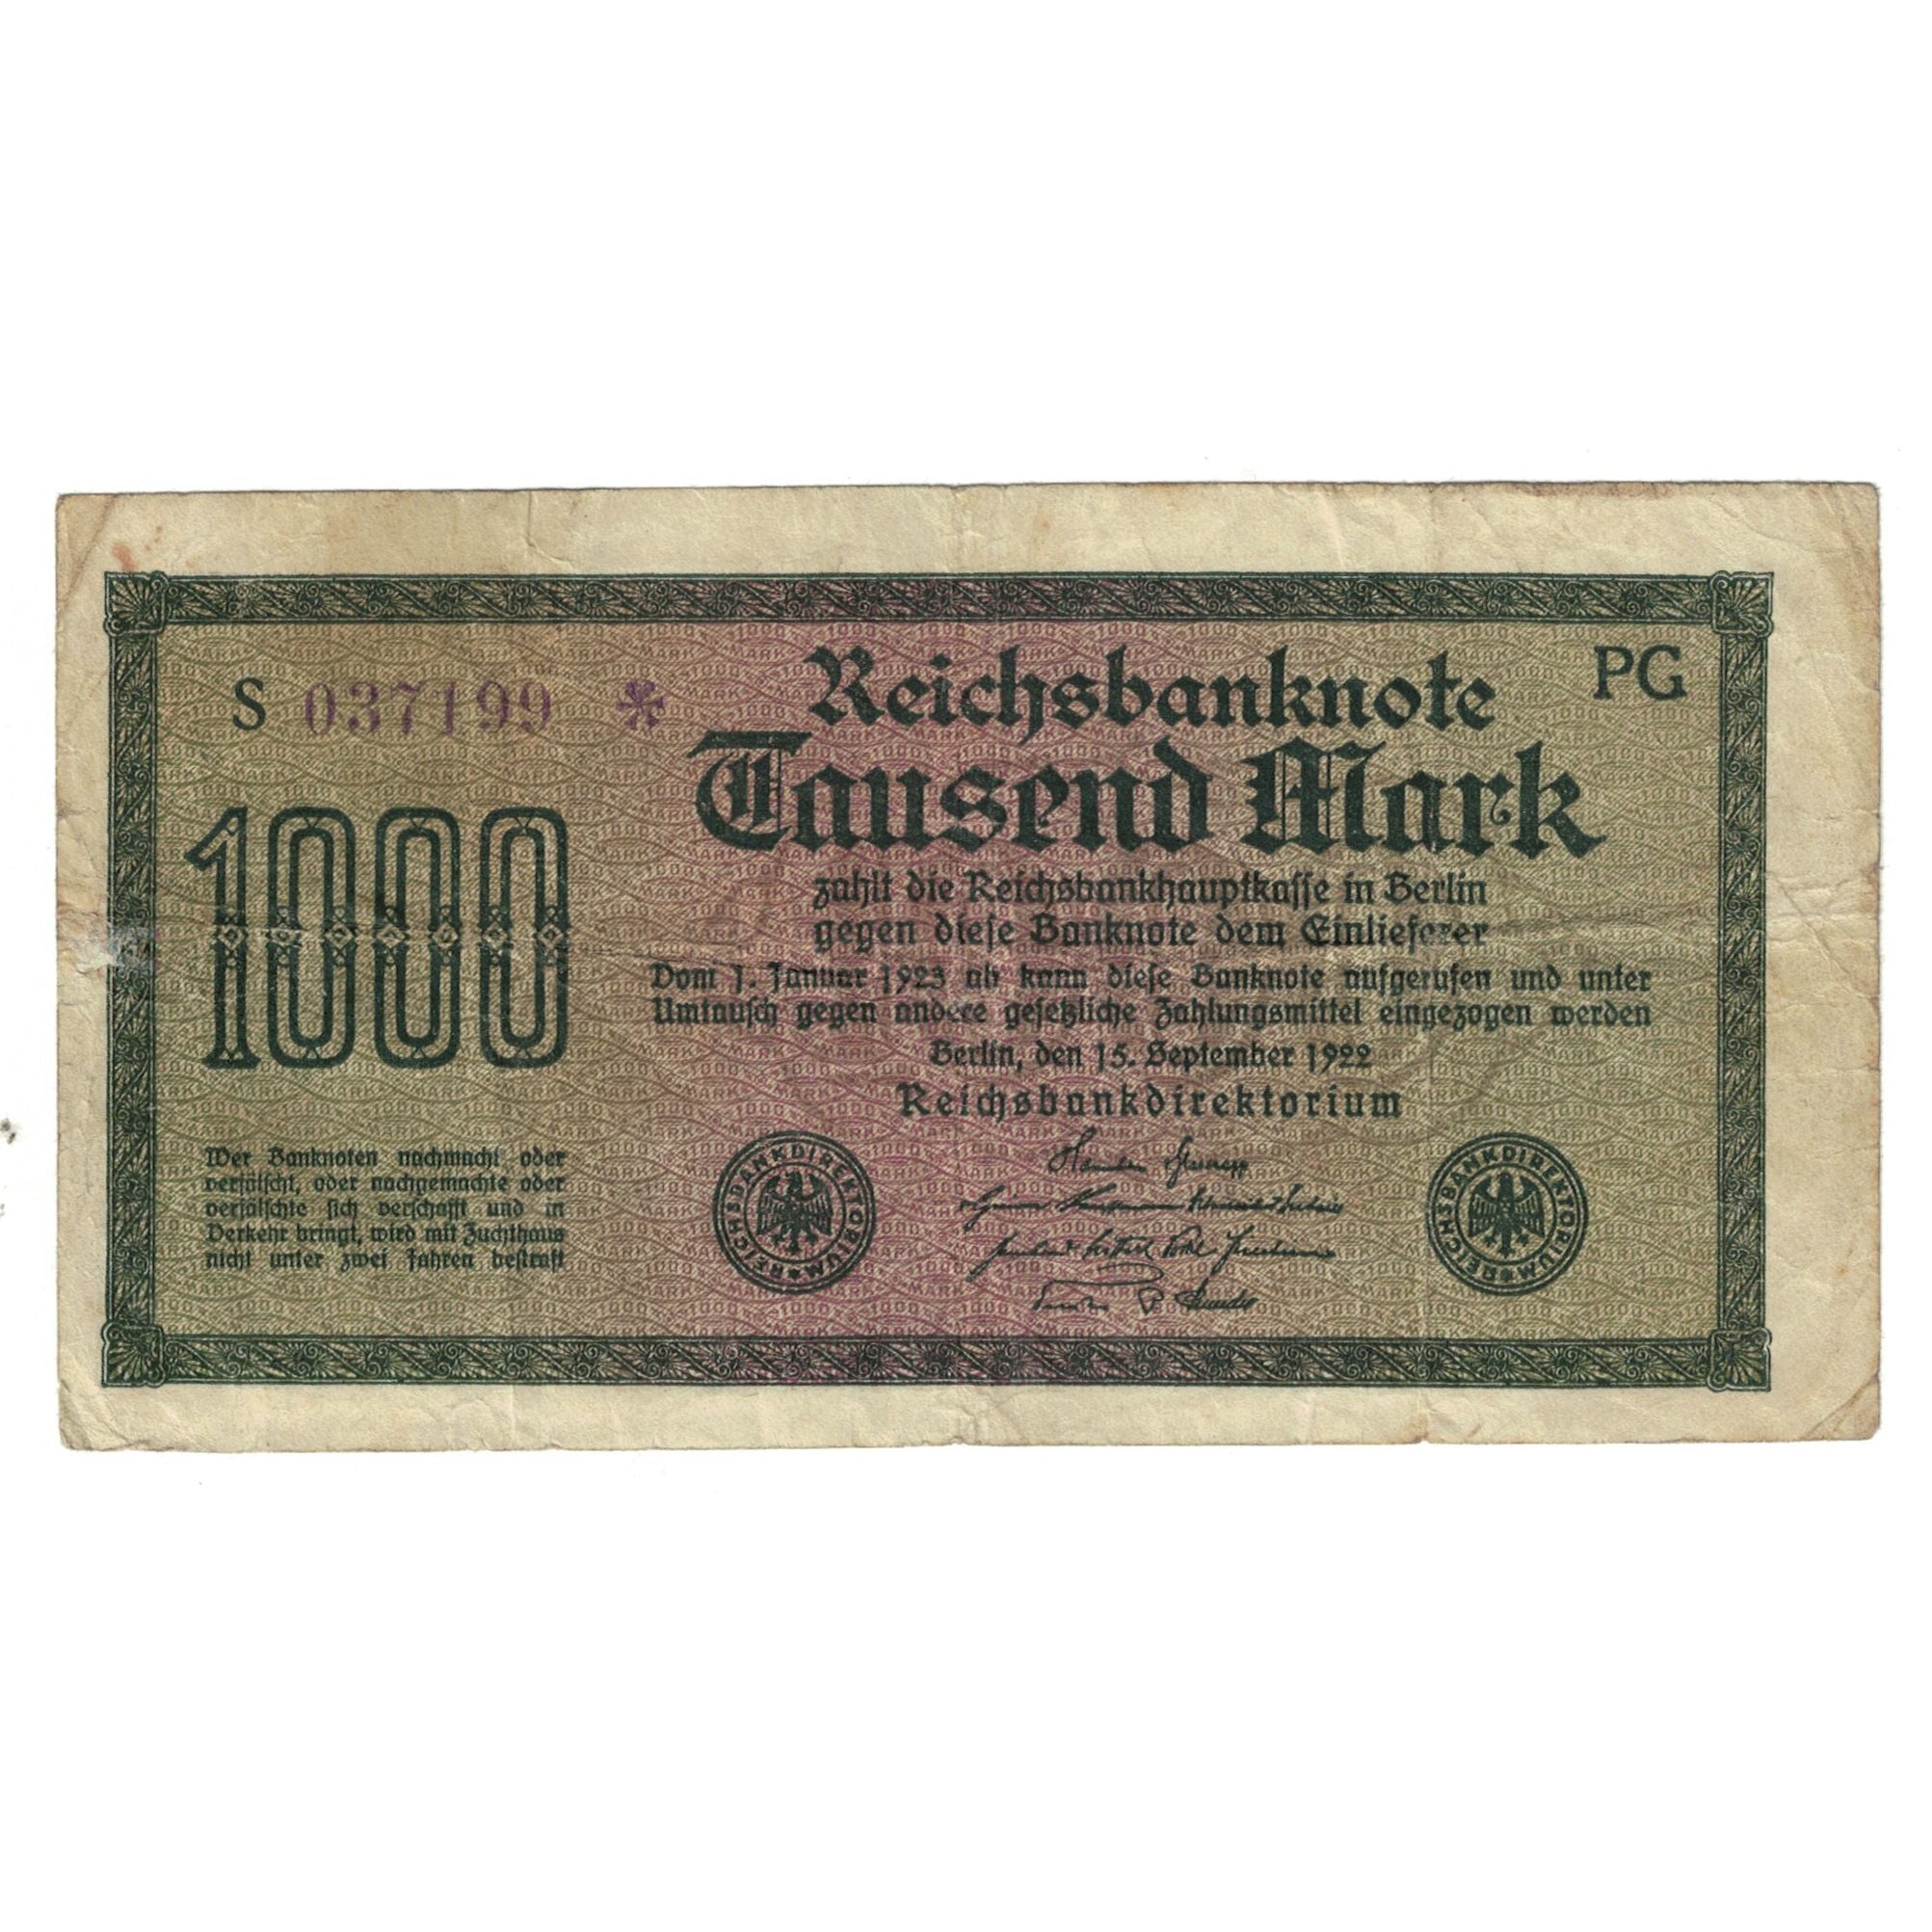 S 037199 *
PG
Reichsbanknote
Tausend Mark
1000
zahlt die Reichsbankhauptkasse in Berlin
gegen diese Banknote dem Einlieferer
Vom 1. Januar 1923 ab kann diese Banknote aufgerufen und unter
Umtausch gegen andere gesetzliche Zahlungsmittel eingezogen werden
Berlin, den 15. September 1922
Reichsbankdirektorium
Wer Banknoten nachmacht oder
verfälscht, oder nachgemachte oder
verfälschte sich verschafft und in
Verkehr bringt, wird mit Zuchthaus
nicht unter zwei Jahren bestraft
REICHSBANKDIREKTORIUM
REICHSBANKDIREKTORIUM